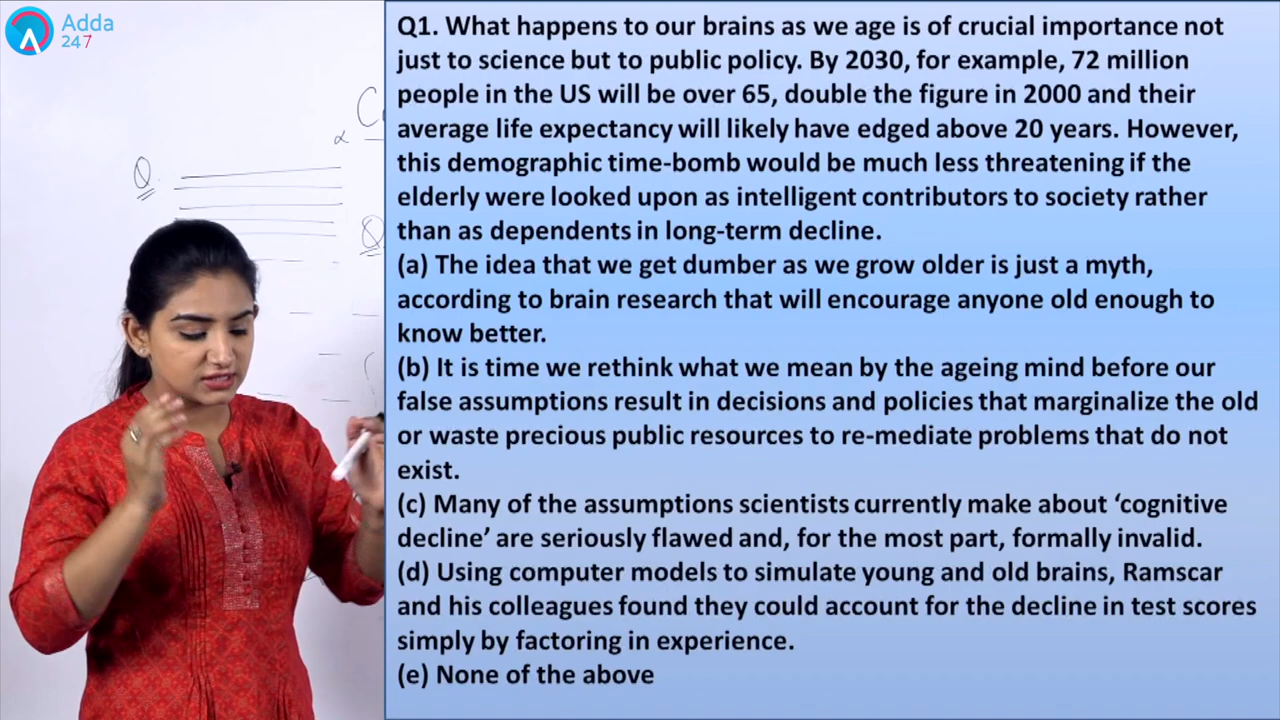 Adda
247
Q.
Q
Q1. What happens to our brains as we age is of crucial importance not
just to science but to public policy. By 2030, for example, 72 million
people in the US will be over 65, double the figure in 2000 and their
average life expectancy will likely have edged above 20 years. However,
this demographic time-bomb would be much less threatening if the
elderly were looked upon as intelligent contributors to society rather
than as dependents in long-term decline.
(a) The idea that we get dumber as we grow older is just a myth,
according to brain research that will encourage anyone old enough to
know better.
(b) It is time we rethink what we mean by the ageing mind before our
false assumptions result in decisions and policies that marginalize the old
or waste precious public resources to re-mediate problems that do not
exist.
(c) Many of the assumptions scientists currently make about ‘cognitive
decline’ are seriously flawed and, for the most part, formally invalid.
(d) Using computer models to simulate young and old brains, Ramscar
and his colleagues found they could account for the decline in test scores
simply by factoring in experience.
(e) None of the above